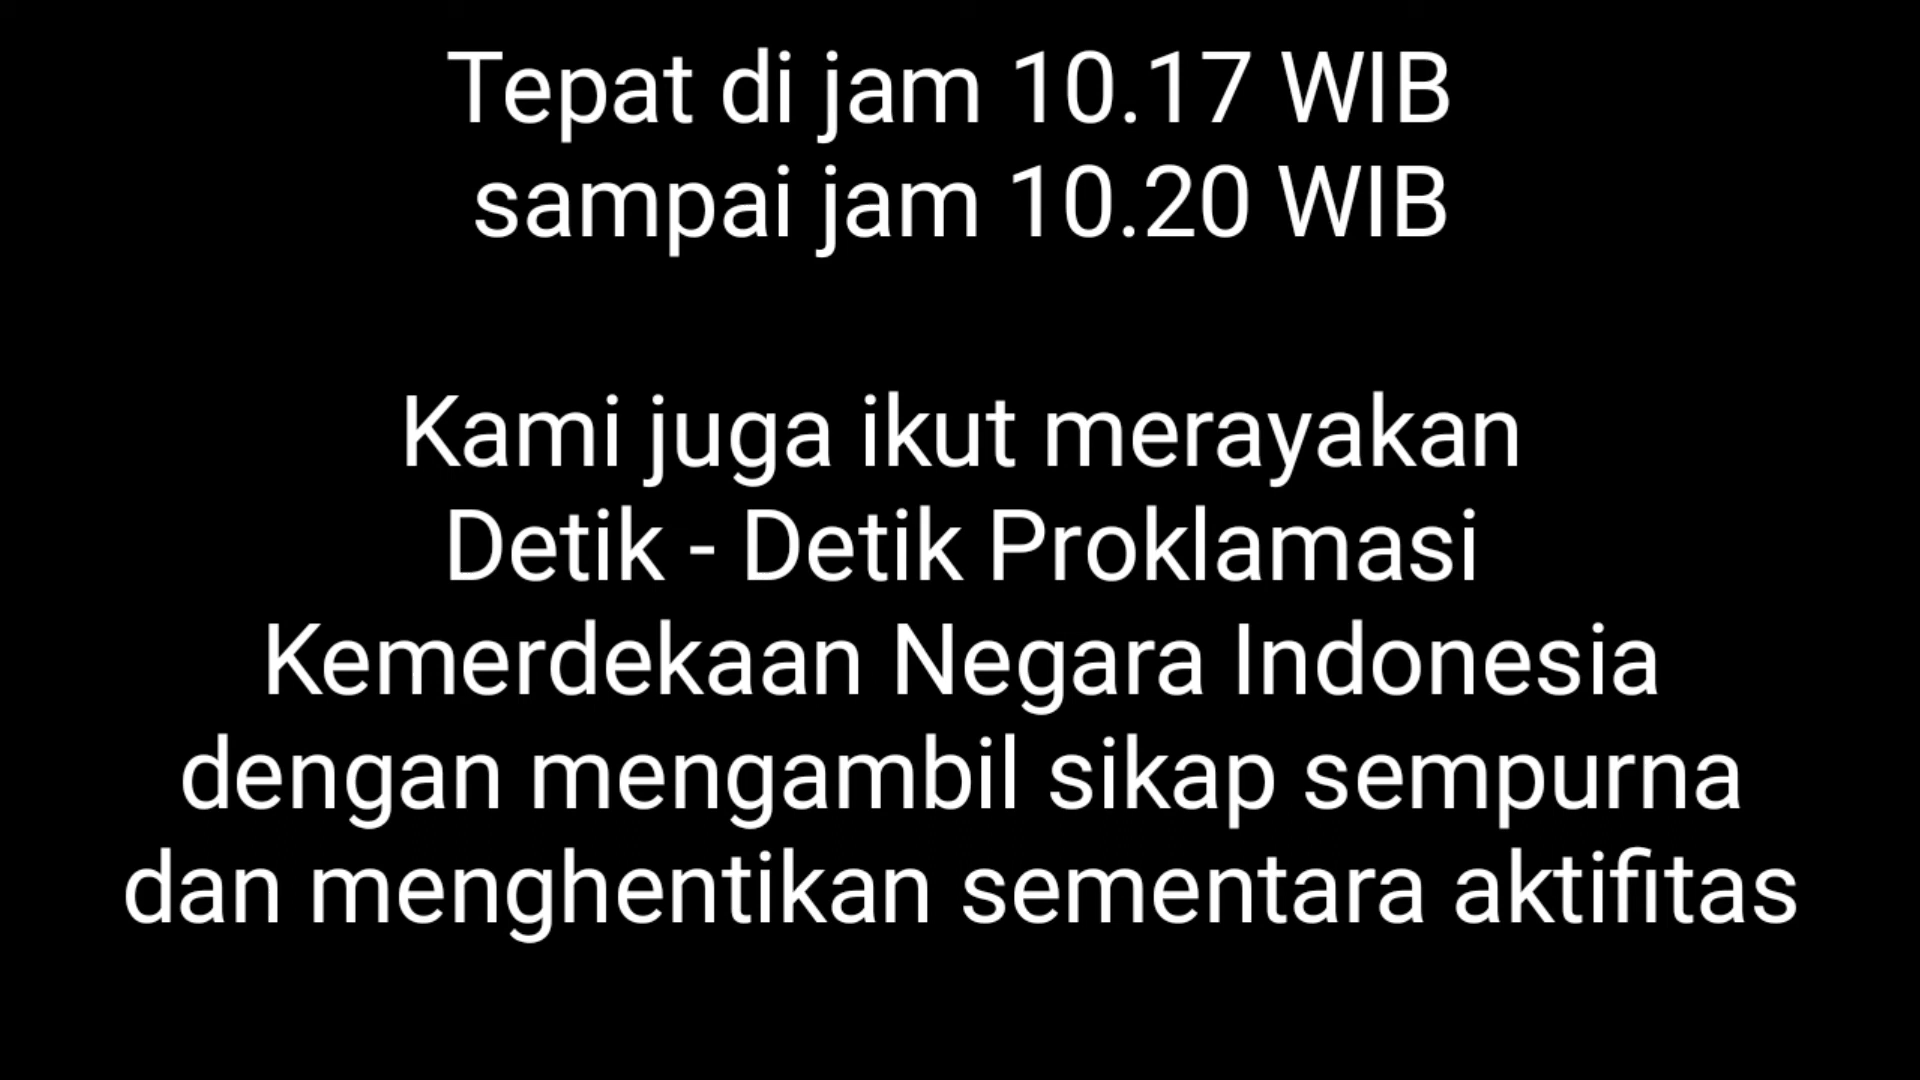 Tepat di jam 10.17 WIB
sampai jam 10.20 WIB
Kami juga ikut merayakan
Detik - Detik Proklamasi
Kemerdekaan Negara Indonesia
dengan mengambil sikap sempurna
dan menghentikan sementara aktifitas